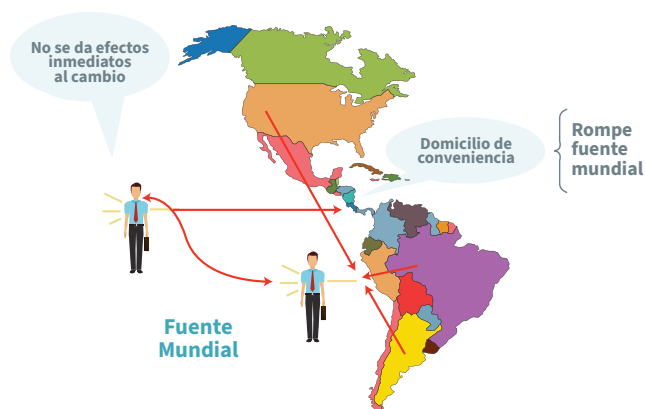 No se da efectos
inmediatos
al cambio
Domicilio de
conveniencia
Rompe
fuente
mundial
Fuente
Mundial